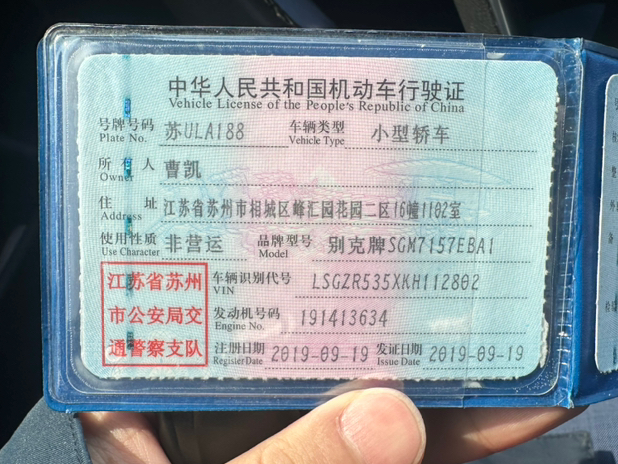 中华人民共和国机动车行驶证
Vehicle License of the People's Republic of China
号牌号码 苏ULA188 车辆类型 小型轿车
Plate No. Vehicle Type
所有人 曹凯
Owner
住址 江苏省苏州市相城区峰汇园花园二区16幢1102室
Address
使用性质 非营运 品牌型号 别克牌SGM7157EBA1
Use Character Model
江苏省苏州 车辆识别代号 LSGZR535XKH112802
VIN
市公安局交 发动机号码 191413634
Engine No.
通警察支队 注册日期 2019-09-19 发证日期 2019-09-19
Register Date Issue Date